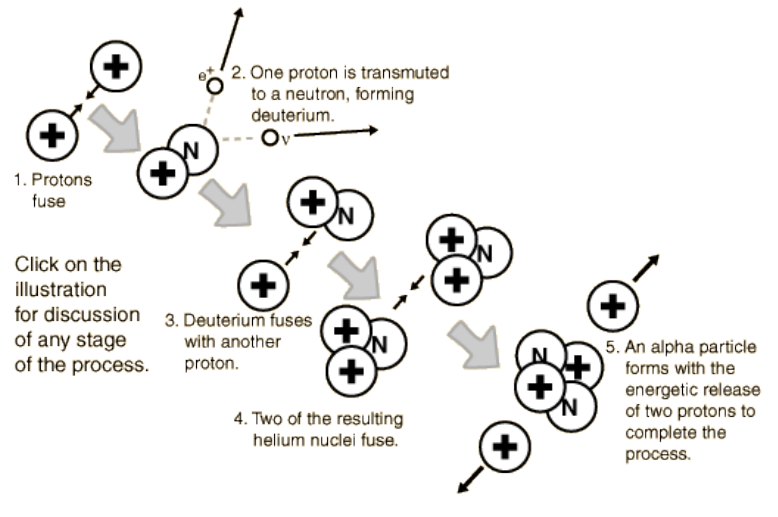 e+
2. One proton is transmuted
to a neutron, forming
deuterium.
N
ν
1. Protons
fuse
N
N
Click on the
illustration
for discussion
of any stage
of the process.
3. Deuterium fuses
with another
proton.
N
4. Two of the resulting
helium nuclei fuse.
N
N
5. An alpha particle
forms with the
energetic release
of two protons to
complete the
process.